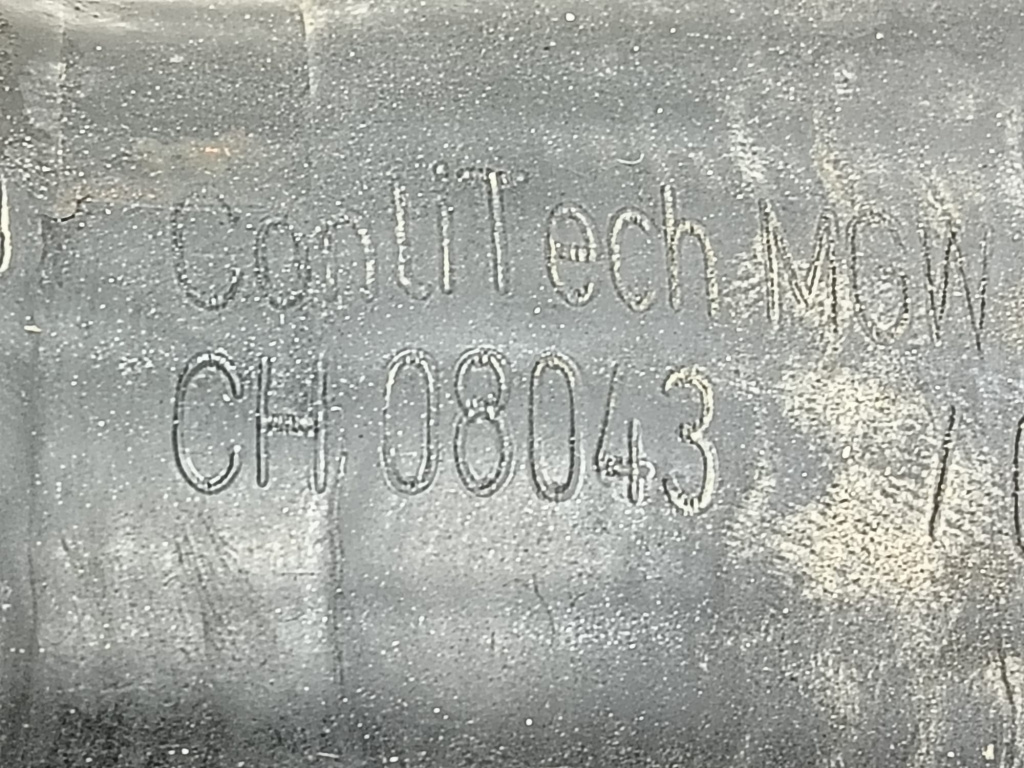 ContiTech MGW
CH 08043 /